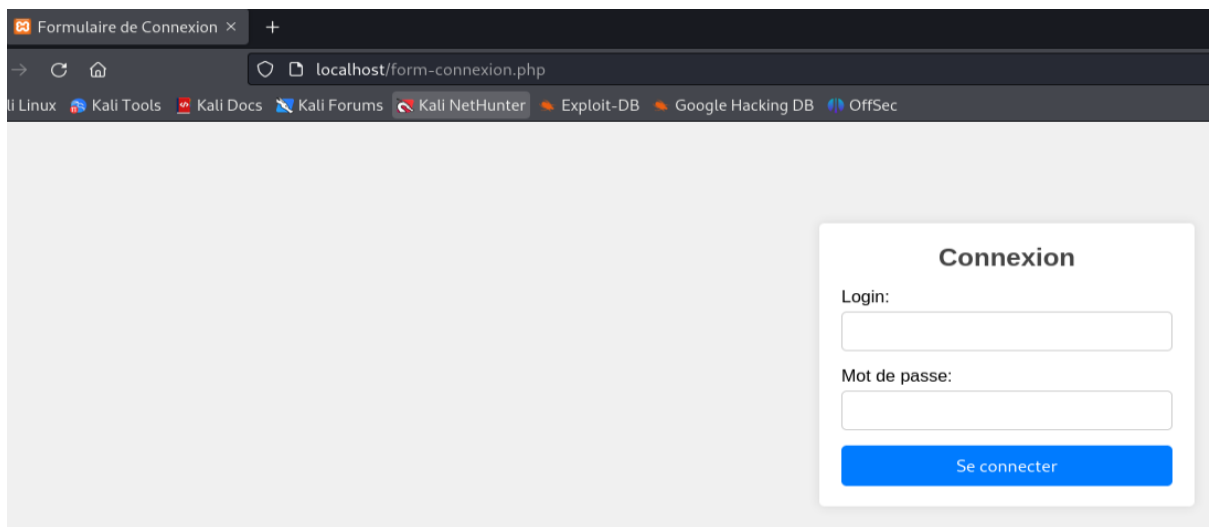 Formulaire de Connexion × +
localhost/form-connexion.php
li Linux Kali Tools Kali Docs Kali Forums Kali NetHunter Exploit-DB Google Hacking DB OffSec
Connexion
Login:
Mot de passe:
Se connecter